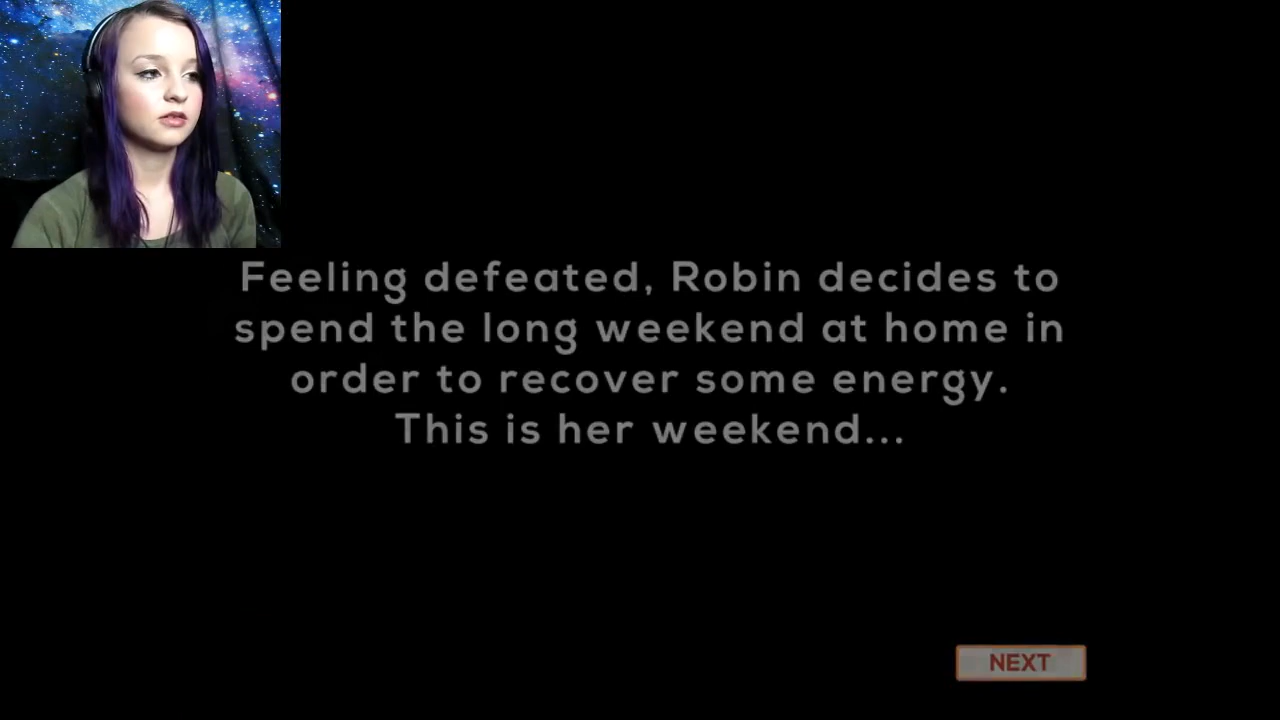 Feeling defeated, Robin decides to
spend the long weekend at home in
order to recover some energy.
This is her weekend...
NEXT